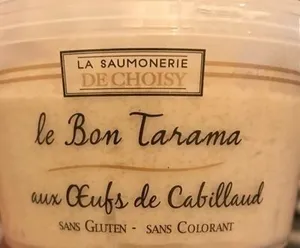 LA SAUMONERIE
DE CHOISY
le Bon Tarama
aux Œufs de Cabillaud
SANS GLUTEN - SANS COLORANT